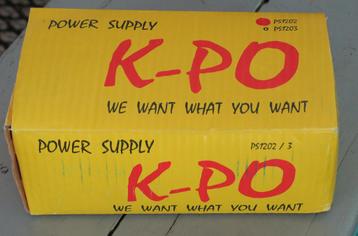 POWER SUPPLY
PS1202
PS1203
K-PO
WE WANT WHAT YOU WANT
POWER SUPPLY
PS1202 / 3
K-PO
WE WANT WHAT YOU WANT